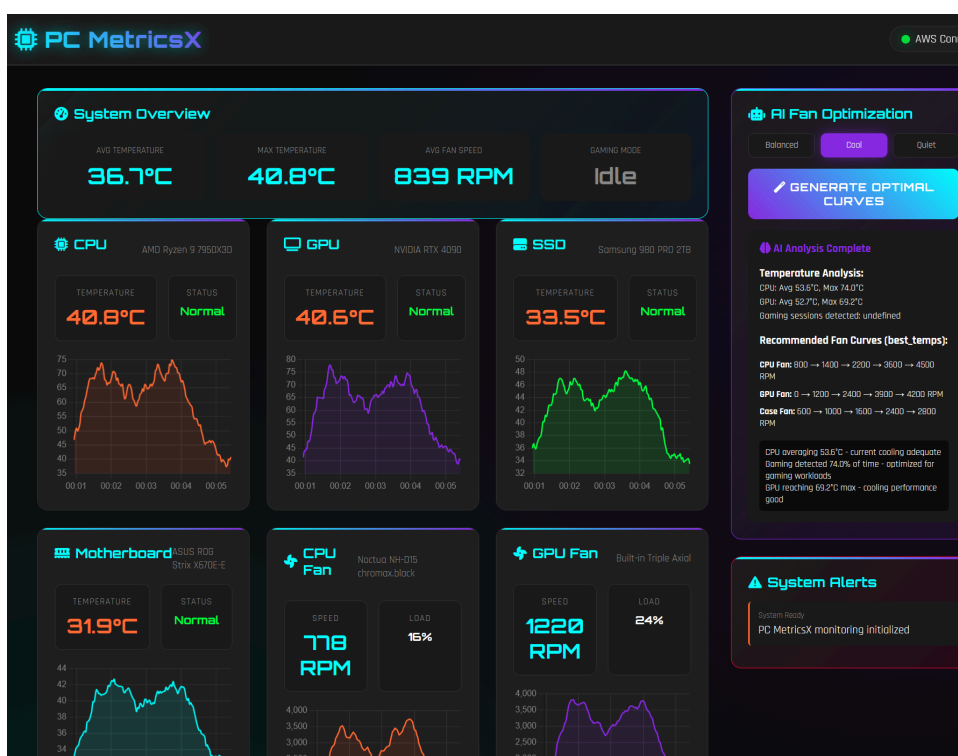 PC MetricsX
AWS Con
System Overview
AVG TEMPERATURE
36.7°C
MAX TEMPERATURE
40.8°C
AVG FAN SPEED
839 RPM
GAMING MODE
Idle
CPU
AMD Ryzen 9 7950X3D
TEMPERATURE
40.8°C
STATUS
Normal
75
70
65
60
55
50
45
40
35
00:01 00:02 00:03 00:04 00:05
GPU
NVIDIA RTX 4090
TEMPERATURE
40.6°C
STATUS
Normal
80
75
70
65
60
55
50
45
40
35
00:01 00:02 00:03 00:04 00:05
SSD
Samsung 980 PRO 2TB
TEMPERATURE
33.5°C
STATUS
Normal
50
48
46
44
42
40
38
36
34
32
00:01 00:02 00:03 00:04 00:05
Motherboard
ASUS ROG
Strix X670E-E
TEMPERATURE
31.9°C
STATUS
Normal
44
42
40
38
36
34
CPU
Fan
Noctua NH-D15
chromax.black
SPEED
778
RPM
LOAD
16%
4,000
3,500
3,000
GPU Fan
Built-in Triple Axial
SPEED
1220
RPM
LOAD
24%
4,000
3,500
3,000
2,500
AI Fan Optimization
Balanced
Cool
Quiet
GENERATE OPTIMAL
CURVES
AI Analysis Complete
Temperature Analysis:
CPU: Avg 53.6°C, Max 74.0°C
GPU: Avg 52.7°C, Max 69.2°C
Gaming sessions detected: undefined
Recommended Fan Curves (best_temps):
CPU Fan: 800 → 1400 → 2200 → 3600 → 4500
RPM
GPU Fan: 0 → 1200 → 2400 → 3900 → 4200 RPM
Case Fan: 600 → 1000 → 1600 → 2400 → 2800
RPM
CPU averaging 53.6°C - current cooling adequate
Gaming detected 74.0% of time - optimized for
gaming workloads
GPU reaching 69.2°C max - cooling performance
good
System Alerts
System Ready
PC MetricsX monitoring initialized